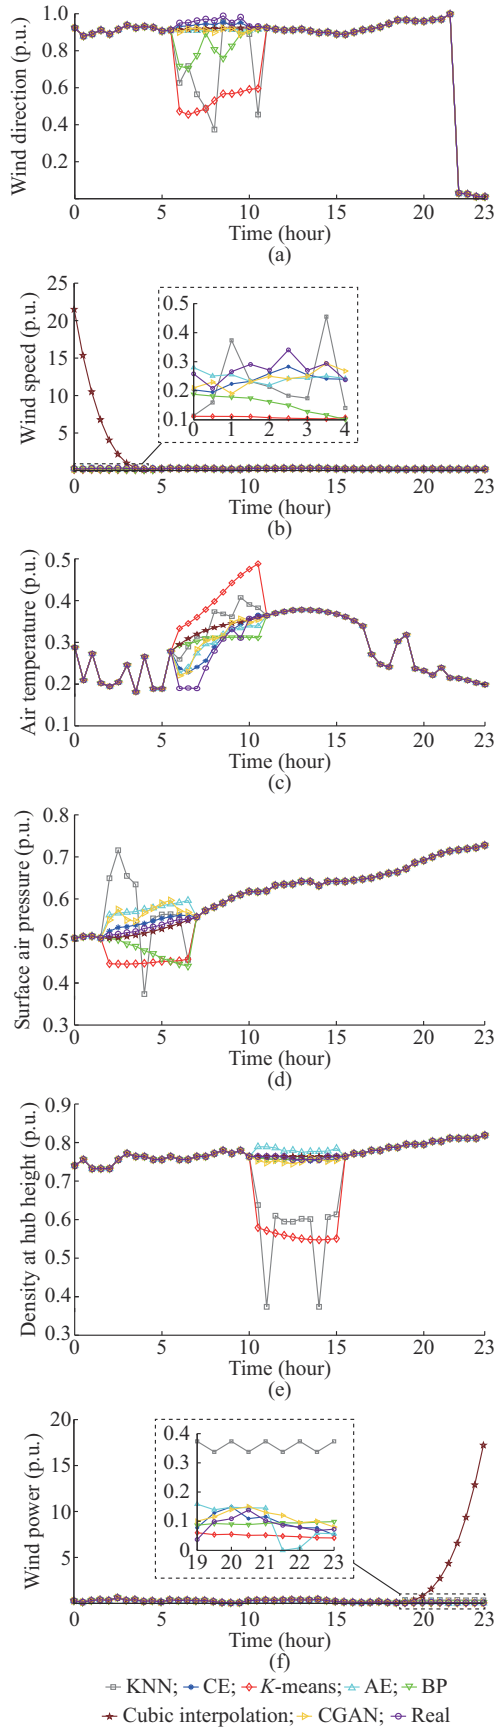 1.0
0.8
0.6
0.4
0.2
Wind direction (p.u.)
0 5 10 15 20 23
Time (hour)
(a)
25
20
15
10
5
Wind speed (p.u.)
0.5
0.4
0.3
0.2
0.1
0 1 2 3 4
0 5 10 15 20 23
Time (hour)
(b)
0.5
0.4
0.3
0.2
0.1
Air temperature (p.u.)
0 5 10 15 20 23
Time (hour)
(c)
0.8
0.7
0.6
0.5
0.4
0.3
Surface air pressure (p.u.)
0 5 10 15 20 23
Time (hour)
(d)
0.9
0.8
0.7
0.6
0.5
0.4
0.3
Density at hub height (p.u.)
0 5 10 15 20 23
Time (hour)
(e)
20
15
10
5
Wind power (p.u.)
0.4
0.3
0.2
0.1
0
19 20 21 22 23
0 5 10 15 20 23
Time (hour)
(f)
KNN; CE; K-means; AE; BP
Cubic interpolation; CGAN; Real